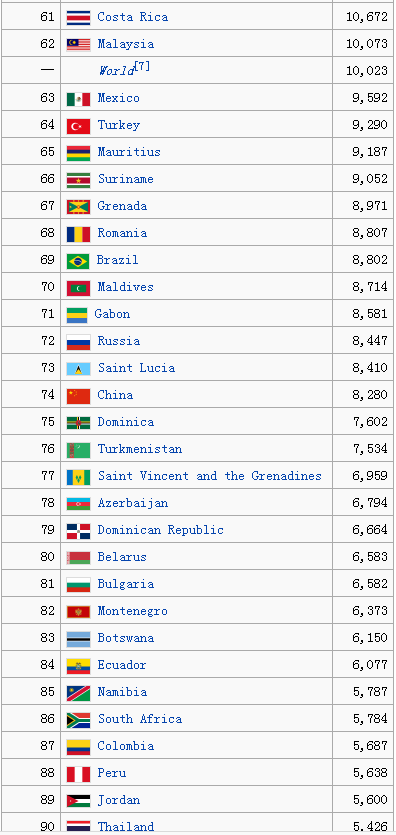 61 Costa Rica 10,672
62 Malaysia 10,073
— World[7] 10,023
63 Mexico 9,592
64 Turkey 9,290
65 Mauritius 9,187
66 Suriname 9,052
67 Grenada 8,971
68 Romania 8,807
69 Brazil 8,802
70 Maldives 8,714
71 Gabon 8,581
72 Russia 8,447
73 Saint Lucia 8,410
74 China 8,280
75 Dominica 7,602
76 Turkmenistan 7,534
77 Saint Vincent and the Grenadines 6,959
78 Azerbaijan 6,794
79 Dominican Republic 6,664
80 Belarus 6,583
81 Bulgaria 6,582
82 Montenegro 6,373
83 Botswana 6,150
84 Ecuador 6,077
85 Namibia 5,787
86 South Africa 5,784
87 Colombia 5,687
88 Peru 5,638
89 Jordan 5,600
90 Thailand 5,426